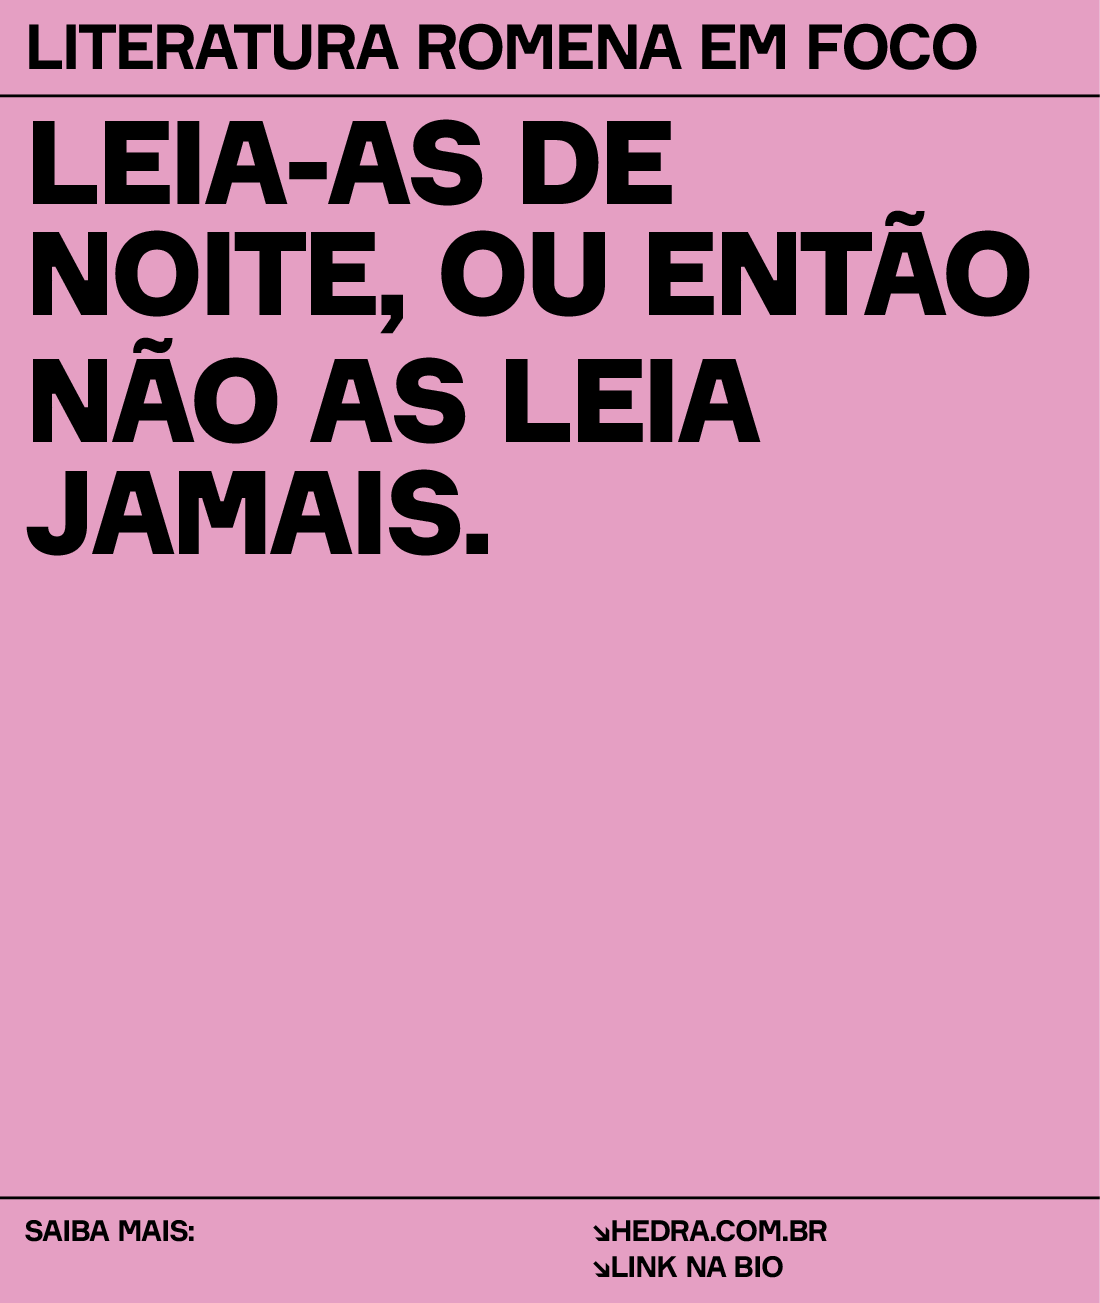 LITERATURA ROMENA EM FOCO
LEIA-AS DE
NOITE, OU ENTÃO
NÃO AS LEIA
JAMAIS.
SAIBA MAIS:
↘HEDRA.COM.BR
↘LINK NA BIO